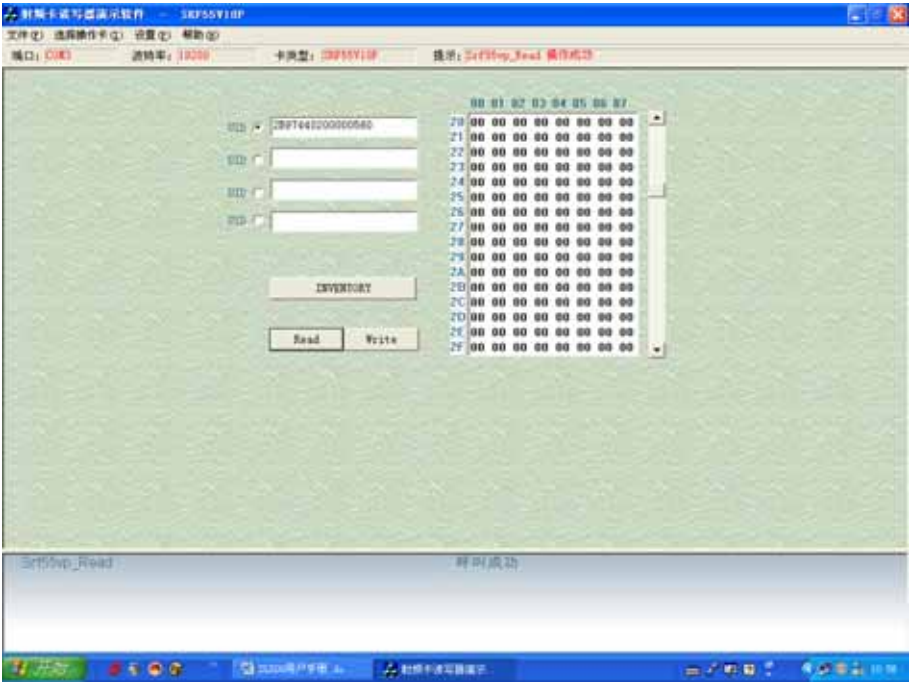 射频卡读写器演示软件 - SRF55V10P
文件(F) 选择操作卡(C) 设置(P) 帮助(H)
端口: COM3 波特率: 19200 卡类型: SRF55V10P 提示: Srf55vp_Read 操作成功
00 01 02 03 04 05 06 07
UID
UID
UID
UID
20 00 00 00 00 00 00 00 00
21 00 00 00 00 00 00 00 00
22 00 00 00 00 00 00 00 00
23 00 00 00 00 00 00 00 00
24 00 00 00 00 00 00 00 00
25 00 00 00 00 00 00 00 00
26 00 00 00 00 00 00 00 00
27 00 00 00 00 00 00 00 00
28 00 00 00 00 00 00 00 00
29 00 00 00 00 00 00 00 00
2A 00 00 00 00 00 00 00 00
2B 00 00 00 00 00 00 00 00
2C 00 00 00 00 00 00 00 00
2D 00 00 00 00 00 00 00 00
2E 00 00 00 00 00 00 00 00
2F 00 00 00 00 00 00 00 00
INVENTORY
Read Write
Srf55vp_Read 呼叫成功
开始 射频卡读写器演示...